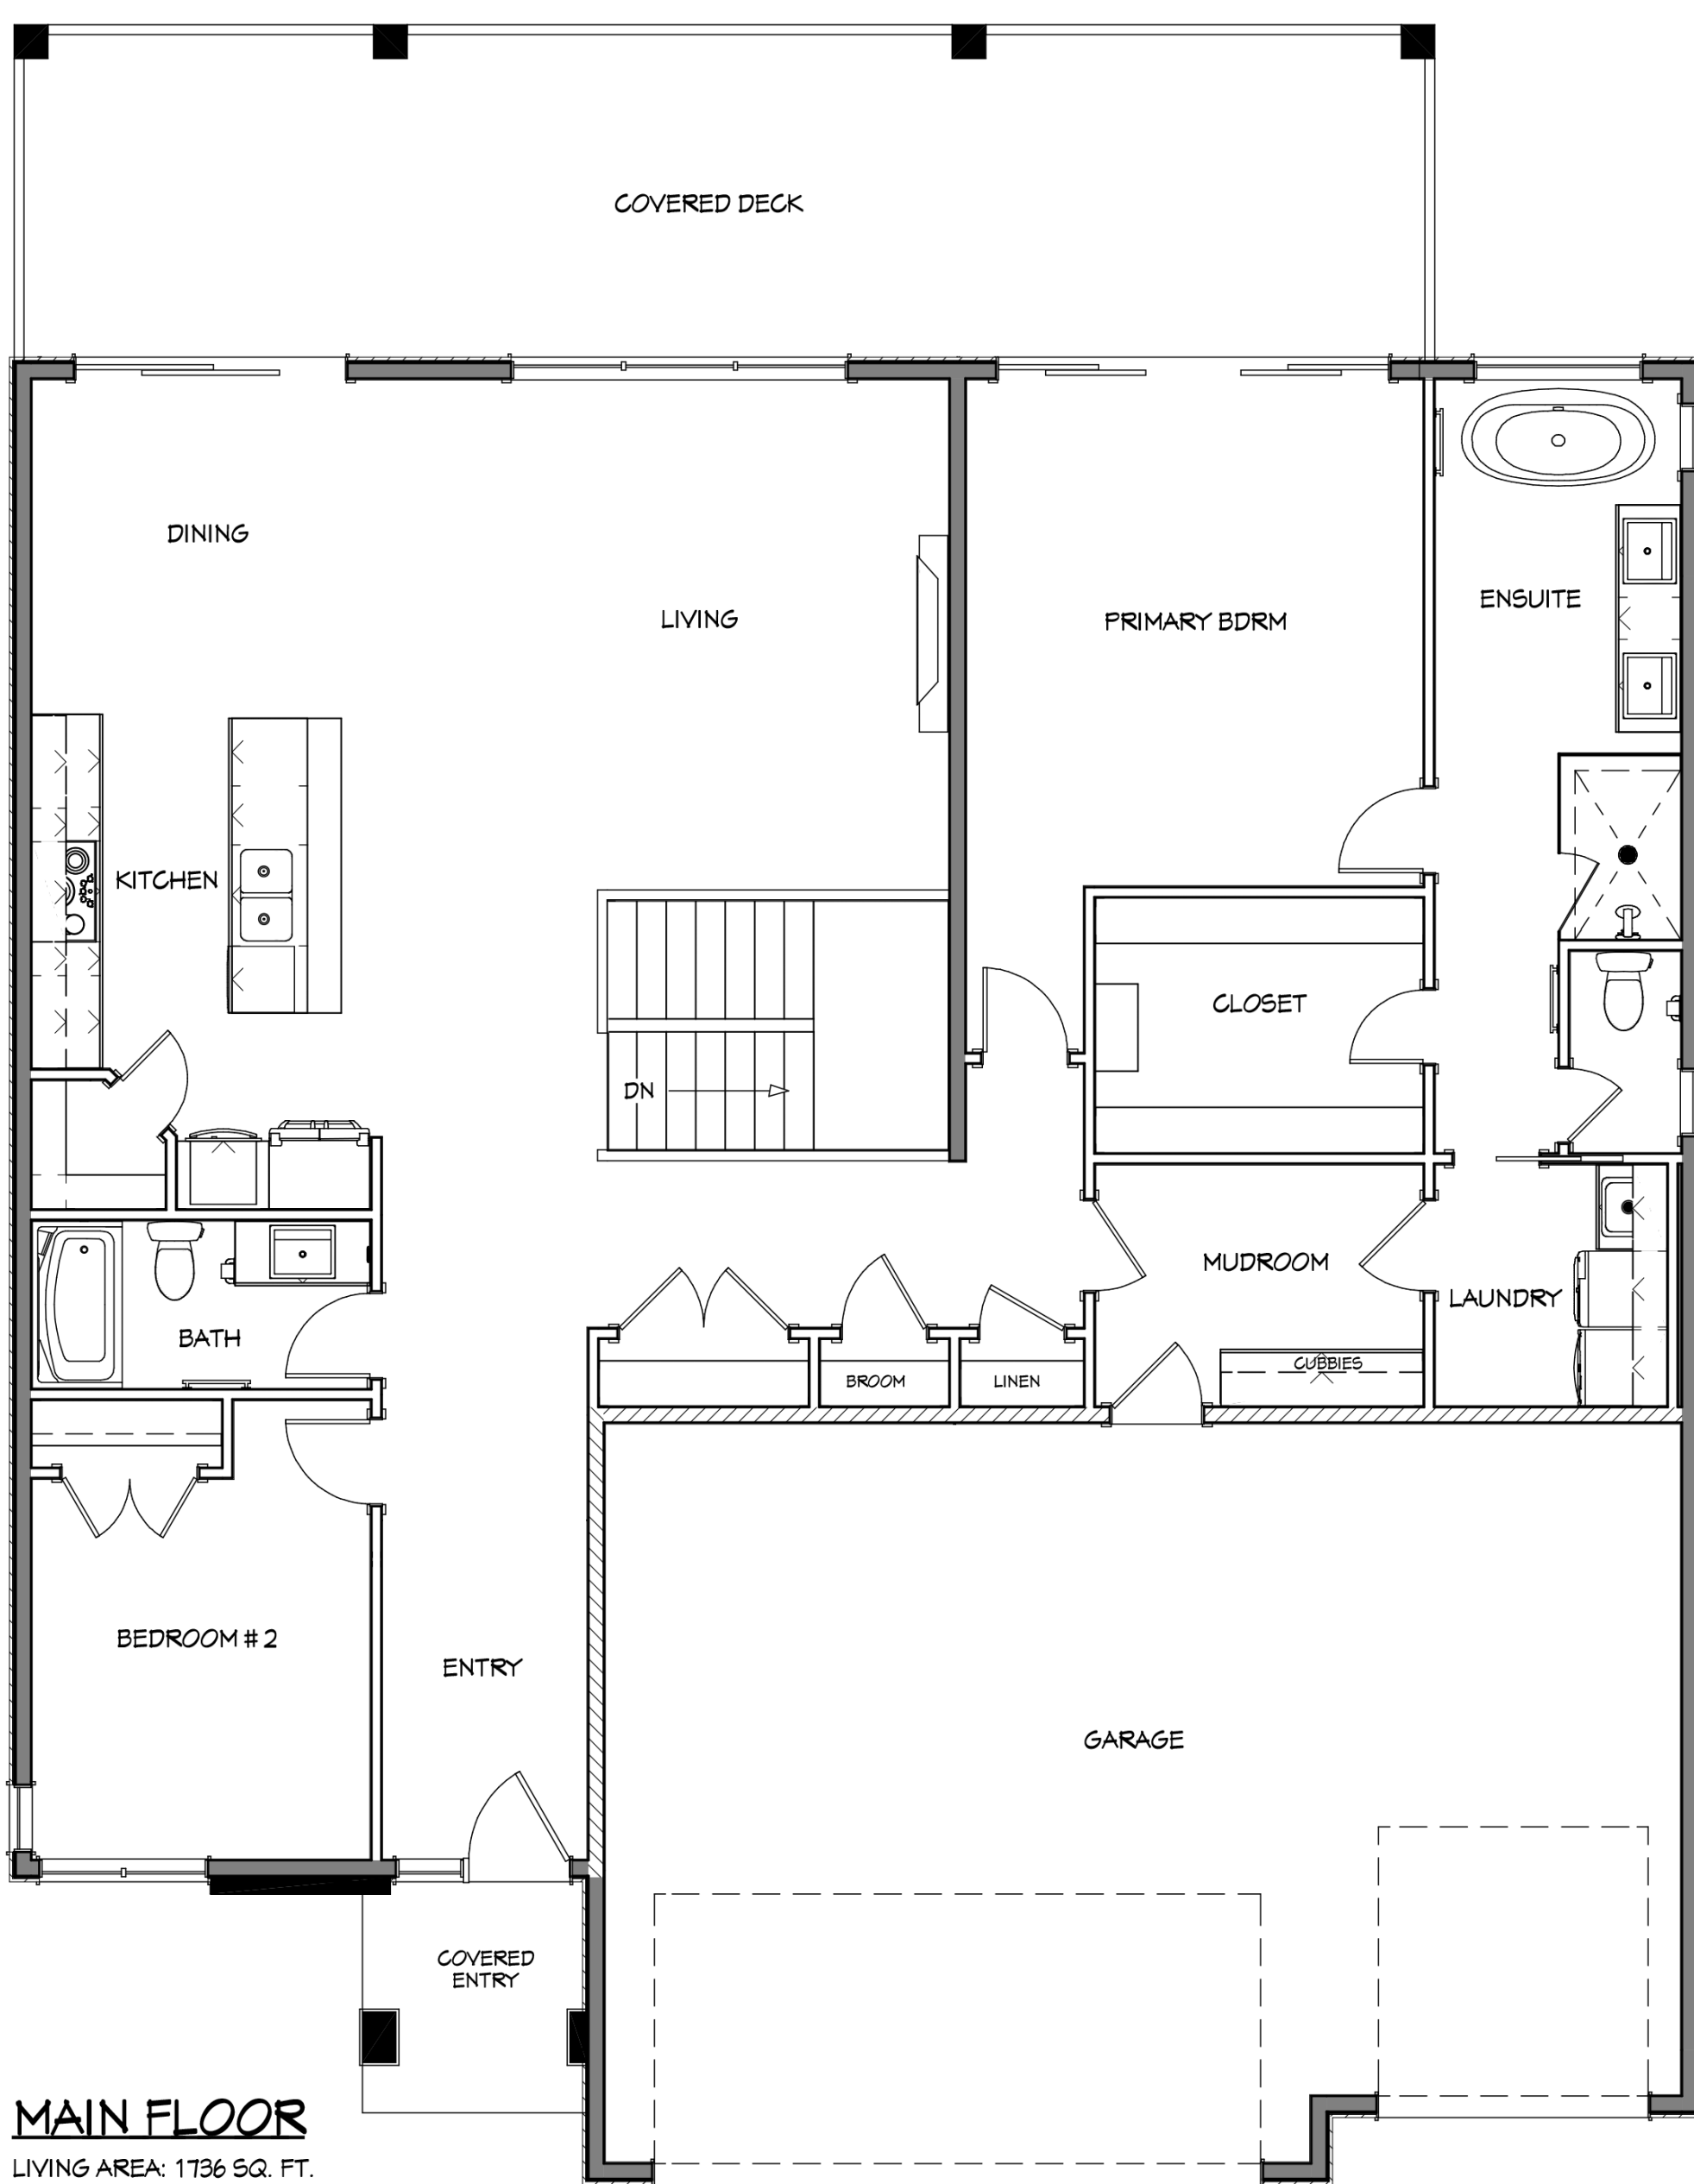 COVERED DECK
DINING
LIVING
PRIMARY BDRM
ENSUITE
KITCHEN
CLOSET
DN
MUDROOM
LAUNDRY
BATH
CUBBIES
BROOM
LINEN
BEDROOM # 2
ENTRY
GARAGE
COVERED
ENTRY
MAIN FLOOR
LIVING AREA: 1736 SQ. FT.